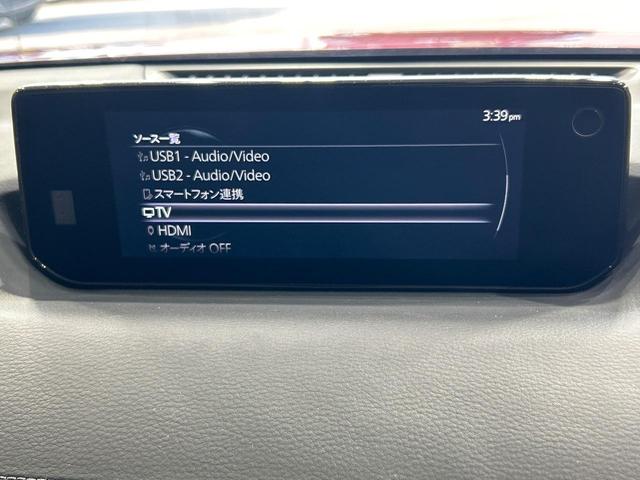 3:39pm
ソース一覧
USB1 - Audio/Video
USB2 - Audio/Video
スマートフォン連携
TV
HDMI
オーディオ OFF